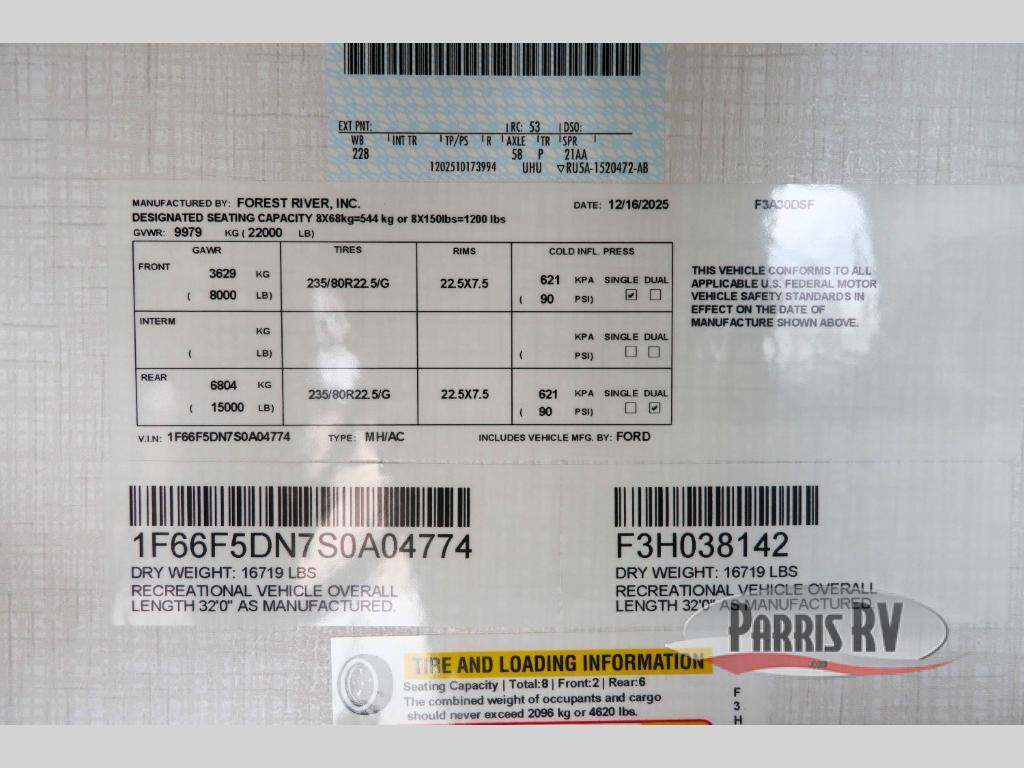 EXT PNT: RC: 53 DSO:
WB INT TR TP/PS R AXLE TR SPR
228 58 P 21AA
1202510173994 UHU ▽RU5A-1520472-AB
MANUFACTURED BY: FOREST RIVER, INC. DATE: 12/16/2025 F3A30DSF
DESIGNATED SEATING CAPACITY 8X68kg=544 kg or 8X150lbs=1200 lbs
GVWR: 9979 KG ( 22000 LB)
GAWR TIRES RIMS COLD INFL. PRESS
FRONT 3629 KG 235/80R22.5/G 22.5X7.5 621 KPA SINGLE DUAL
( 8000 LB) ( 90 PSI) ☑ ☐
INTERM KG KPA SINGLE DUAL
( LB) ( PSI) ☐ ☐
REAR 6804 KG 235/80R22.5/G 22.5X7.5 621 KPA SINGLE DUAL
( 15000 LB) ( 90 PSI) ☐ ☑
THIS VEHICLE CONFORMS TO ALL
APPLICABLE U.S. FEDERAL MOTOR
VEHICLE SAFETY STANDARDS IN
EFFECT ON THE DATE OF
MANUFACTURE SHOWN ABOVE.
V.I.N: 1F66F5DN7S0A04774 TYPE: MH/AC INCLUDES VEHICLE MFG. BY: FORD
1F66F5DN7S0A04774
DRY WEIGHT: 16719 LBS
RECREATIONAL VEHICLE OVERALL
LENGTH 32'0" AS MANUFACTURED.
F3H038142
DRY WEIGHT: 16719 LBS
RECREATIONAL VEHICLE OVERALL
LENGTH 32'0" AS MANUFACTURED.
PARRIS RV
.com
TIRE AND LOADING INFORMATION
Seating Capacity | Total:8 | Front:2 | Rear:6
The combined weight of occupants and cargo
should never exceed 2096 kg or 4620 lbs.
F
3
H